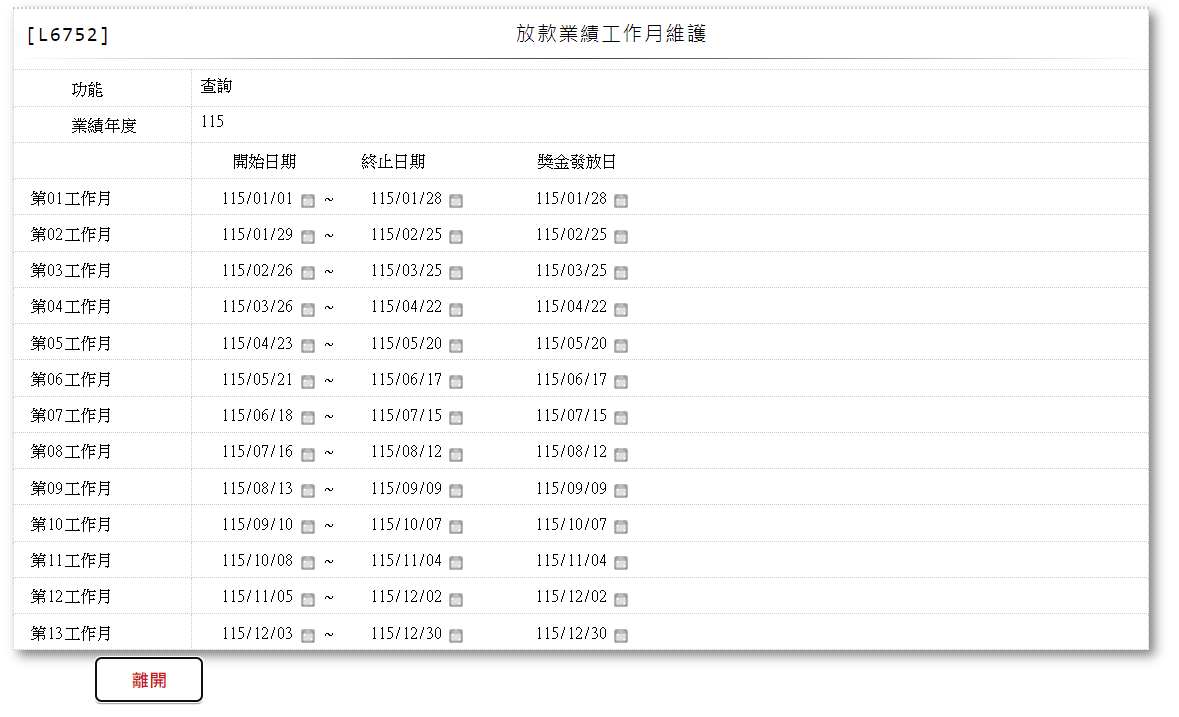 [L6752] 放款業績工作月維護
功能 查詢
業績年度 115
開始日期 終止日期 獎金發放日
第01工作月 115/01/01 ~ 115/01/28 115/01/28
第02工作月 115/01/29 ~ 115/02/25 115/02/25
第03工作月 115/02/26 ~ 115/03/25 115/03/25
第04工作月 115/03/26 ~ 115/04/22 115/04/22
第05工作月 115/04/23 ~ 115/05/20 115/05/20
第06工作月 115/05/21 ~ 115/06/17 115/06/17
第07工作月 115/06/18 ~ 115/07/15 115/07/15
第08工作月 115/07/16 ~ 115/08/12 115/08/12
第09工作月 115/08/13 ~ 115/09/09 115/09/09
第10工作月 115/09/10 ~ 115/10/07 115/10/07
第11工作月 115/10/08 ~ 115/11/04 115/11/04
第12工作月 115/11/05 ~ 115/12/02 115/12/02
第13工作月 115/12/03 ~ 115/12/30 115/12/30
離開